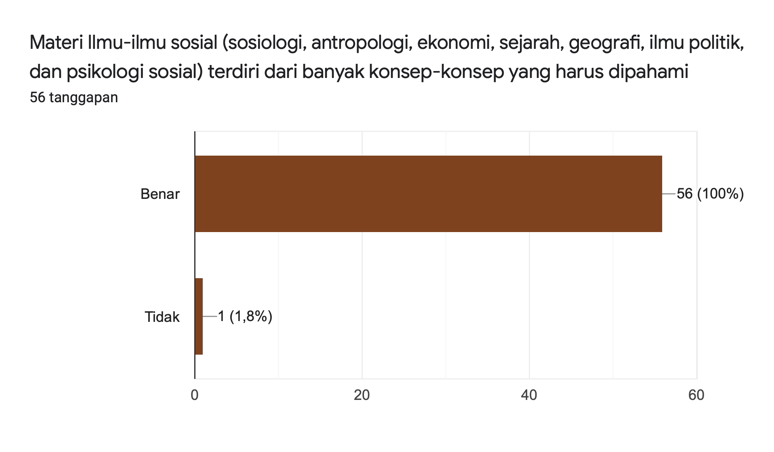 Materi Ilmu-ilmu sosial (sosiologi, antropologi, ekonomi, sejarah, geografi, ilmu politik,
dan psikologi sosial) terdiri dari banyak konsep-konsep yang harus dipahami
56 tanggapan
Benar
56 (100%)
Tidak
1 (1,8%)
0
20
40
60